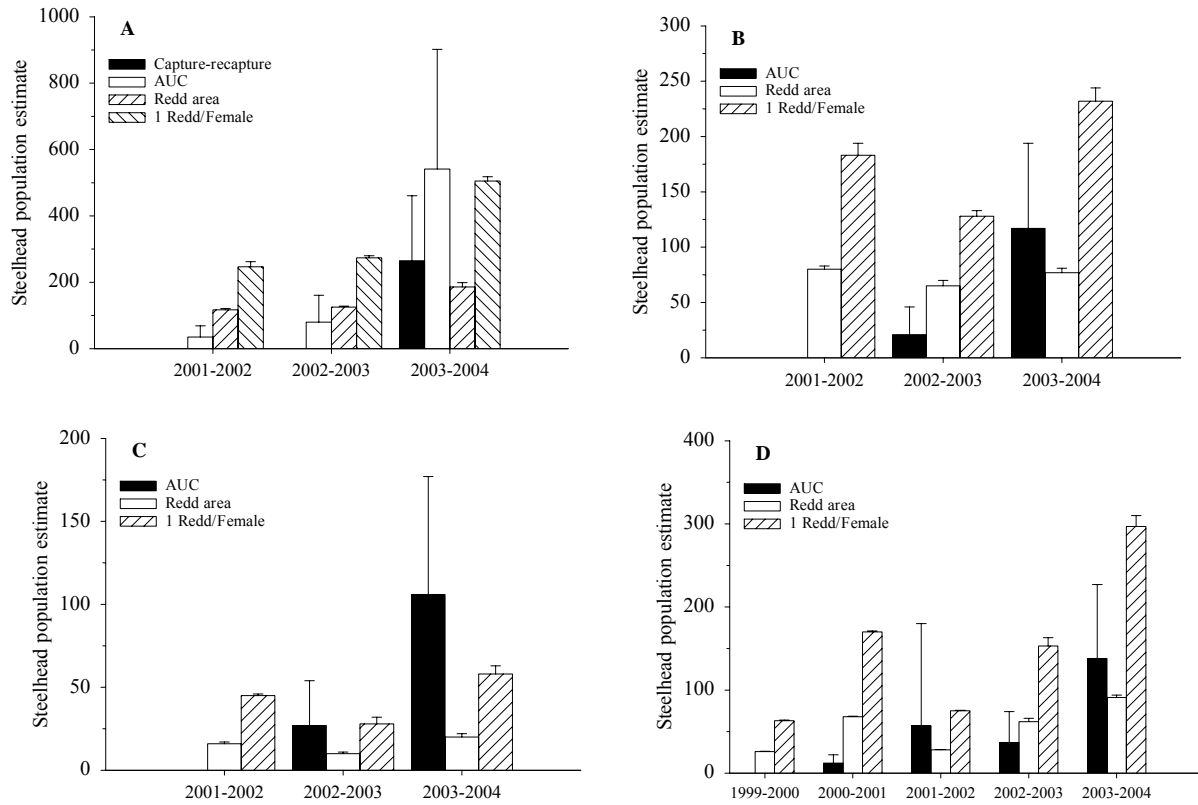 A
Steelhead population estimate
1000
800
600
400
200
0
Capture-recapture
AUC
Redd area
1 Redd/Female
2001-2002
2002-2003
2003-2004
B
Steelhead population estimate
300
250
200
150
100
50
0
AUC
Redd area
1 Redd/Female
2001-2002
2002-2003
2003-2004
C
Steelhead population estimate
200
150
100
50
0
AUC
Redd area
1 Redd/Female
2001-2002
2002-2003
2003-2004
D
Steelhead population estimate
400
300
200
100
0
AUC
Redd area
1 Redd/Female
1999-2000
2000-2001
2001-2002
2002-2003
2003-2004